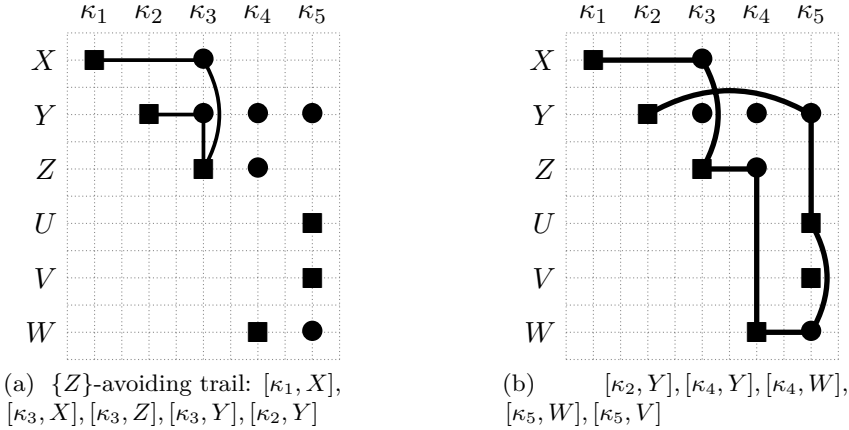 κ1 κ2 κ3 κ4 κ5
X
Y
Z
U
V
W
(a) {Z}-avoiding trail: [κ1, X],
[κ3, X], [κ3, Z], [κ3, Y], [κ2, Y]
κ1 κ2 κ3 κ4 κ5
X
Y
Z
U
V
W
(b) [κ2, Y], [κ4, Y], [κ4, W],
[κ5, W], [κ5, V]